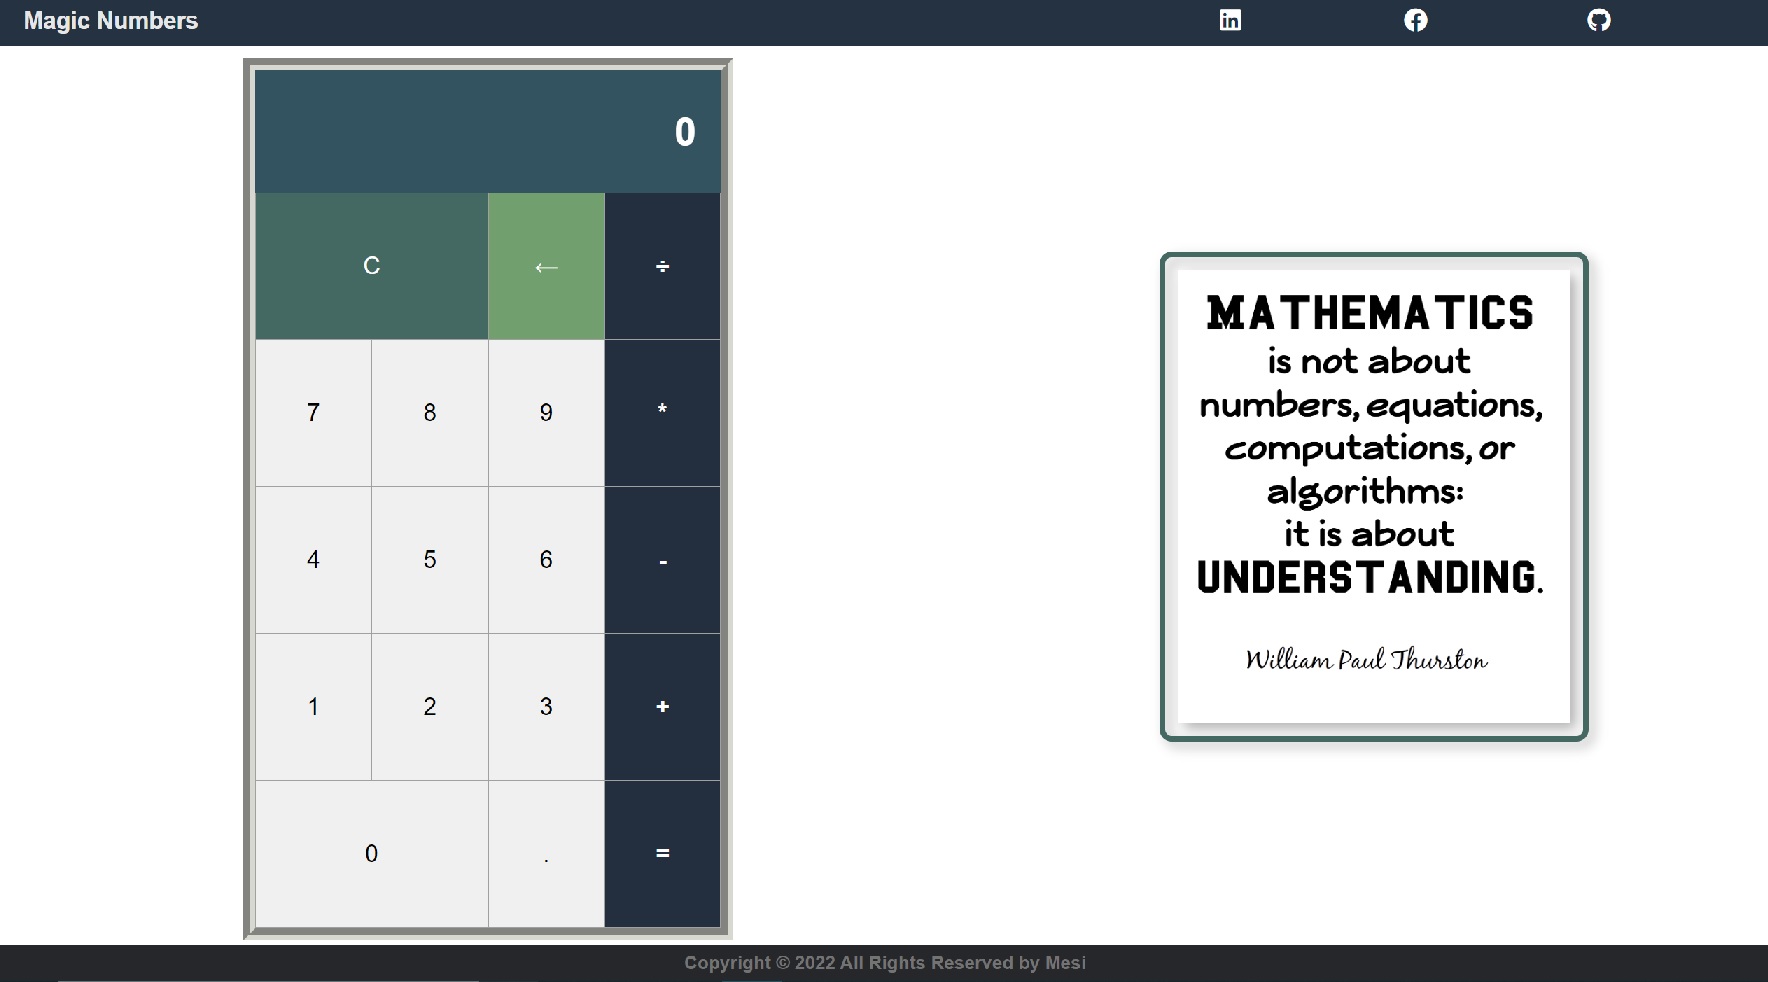 Magic Numbers
0
C ← ÷
7 8 9 *
4 5 6 -
1 2 3 +
0 . =
MATHEMATICS
is not about
numbers, equations,
computations, or
algorithms:
it is about
UNDERSTANDING.
William Paul Thurston
Copyright © 2022 All Rights Reserved by Mesi